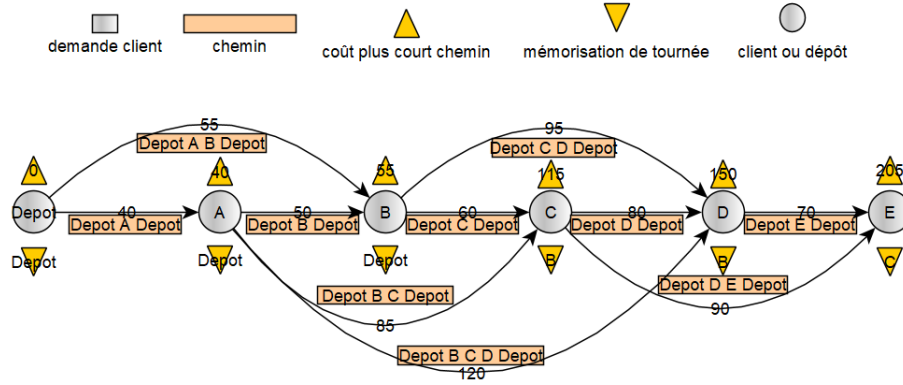 demande client
chemin
coût plus court chemin
mémorisation de tournée
client ou dépôt
55
95
Depot A B Depot
Depot C D Depot
0
40
55
115
150
205
Depot
A
B
C
D
E
40
50
60
80
70
Depot A Depot
Depot B Depot
Depot C Depot
Depot D Depot
Depot E Depot
Depot
Depot
Depot
B
B
C
Depot D E Depot
Depot B C Depot
90
85
Depot B C D Depot
120